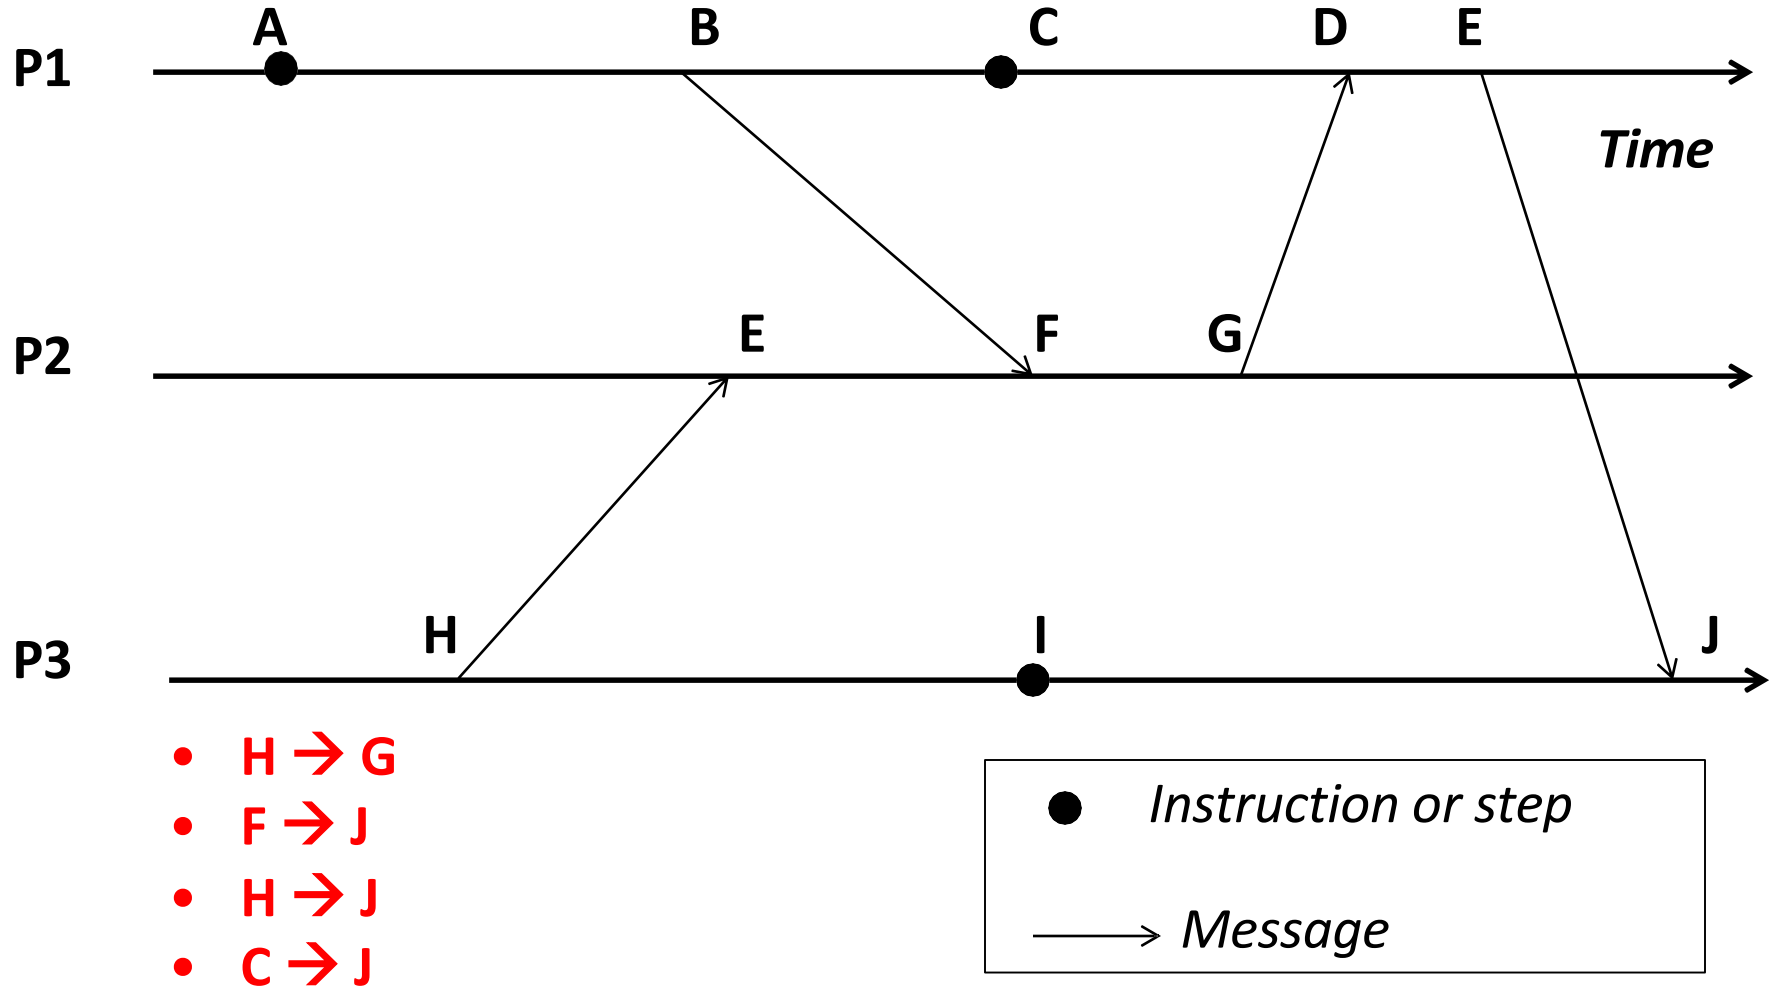 A B C D E
P1
Time
E F G
P2
H I J
P3
• H → G
• F → J
• H → J
• C → J
Instruction or step
Message